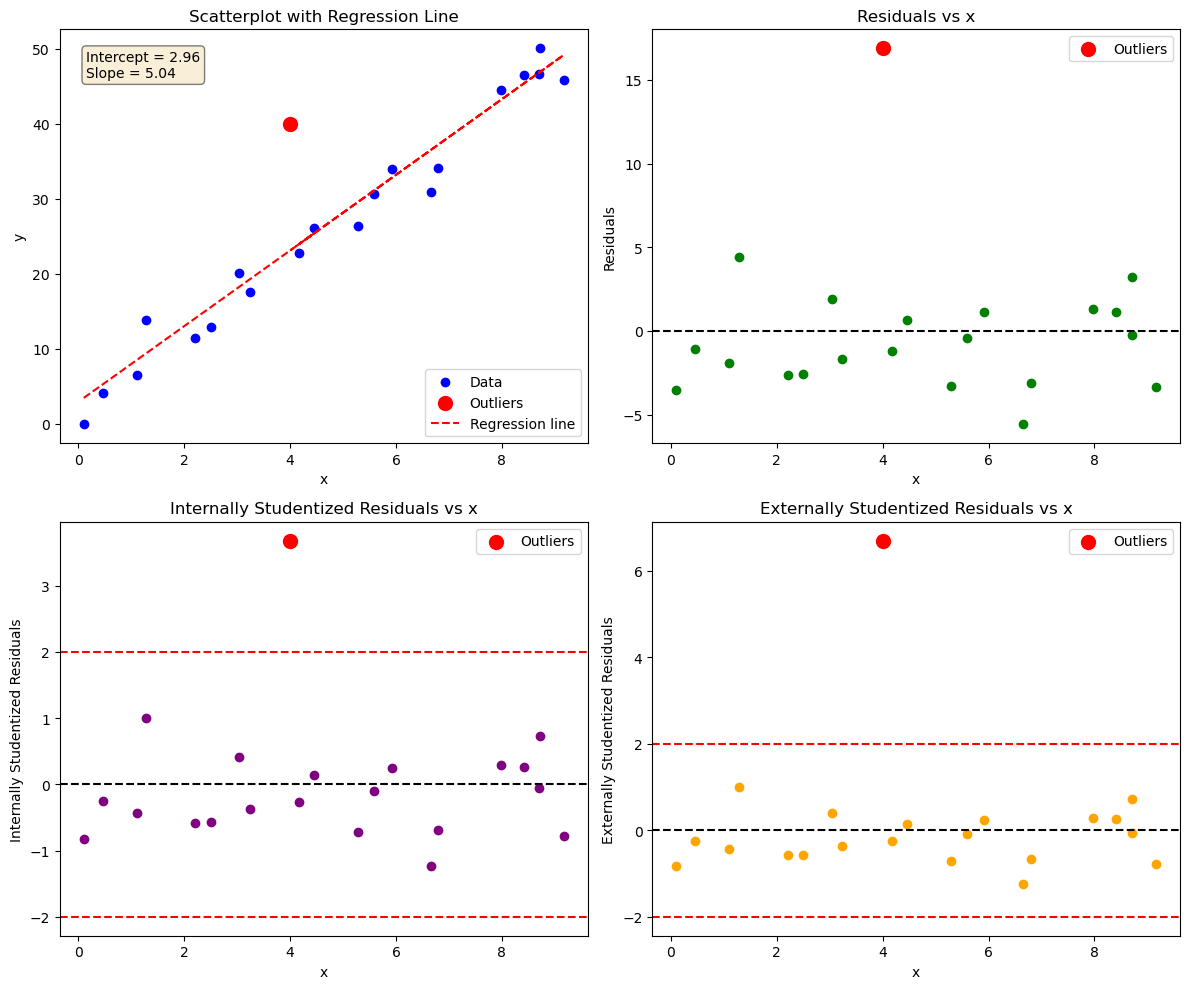 Scatterplot with Regression Line
Intercept = 2.96
Slope = 5.04
50
40
30
20
10
0
y
Data
Outliers
Regression line
0 2 4 6 8
x
Residuals vs x
Outliers
15
10
5
0
−5
Residuals
0 2 4 6 8
x
Internally Studentized Residuals vs x
Outliers
3
2
1
0
−1
−2
Internally Studentized Residuals
0 2 4 6 8
x
Externally Studentized Residuals vs x
Outliers
6
4
2
0
−2
Externally Studentized Residuals
0 2 4 6 8
x